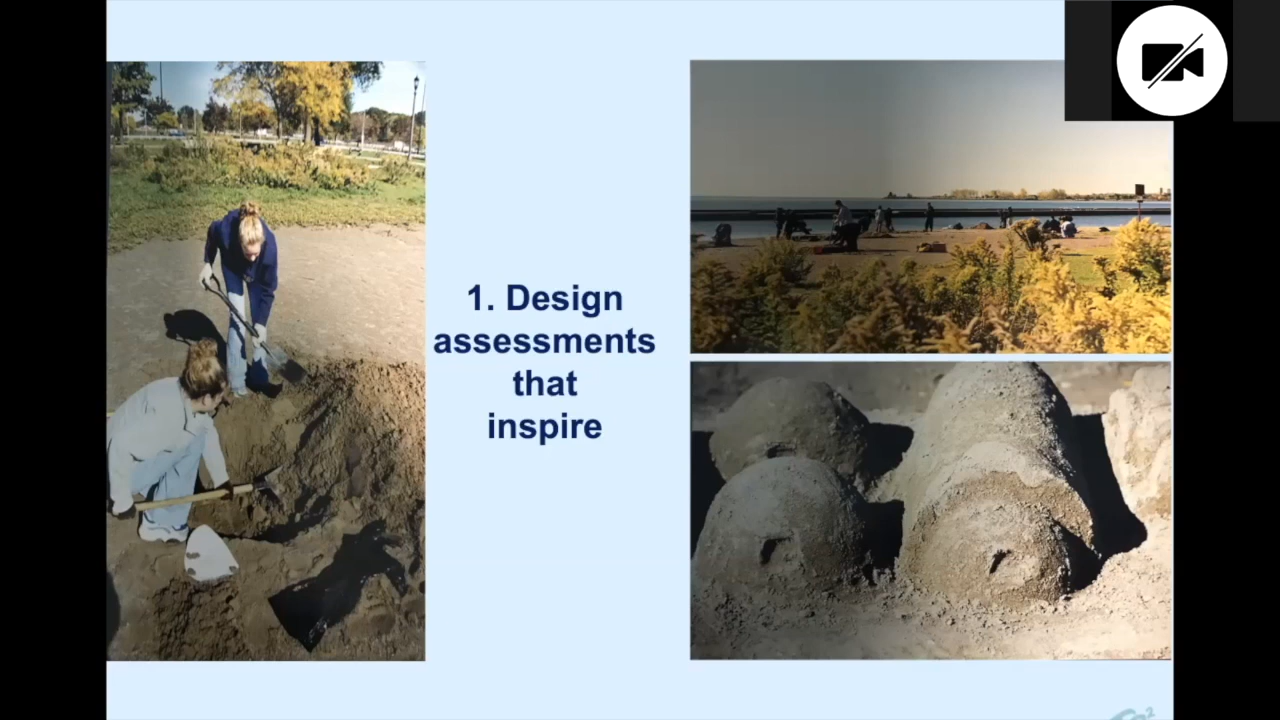 1. Design
assessments
that
inspire